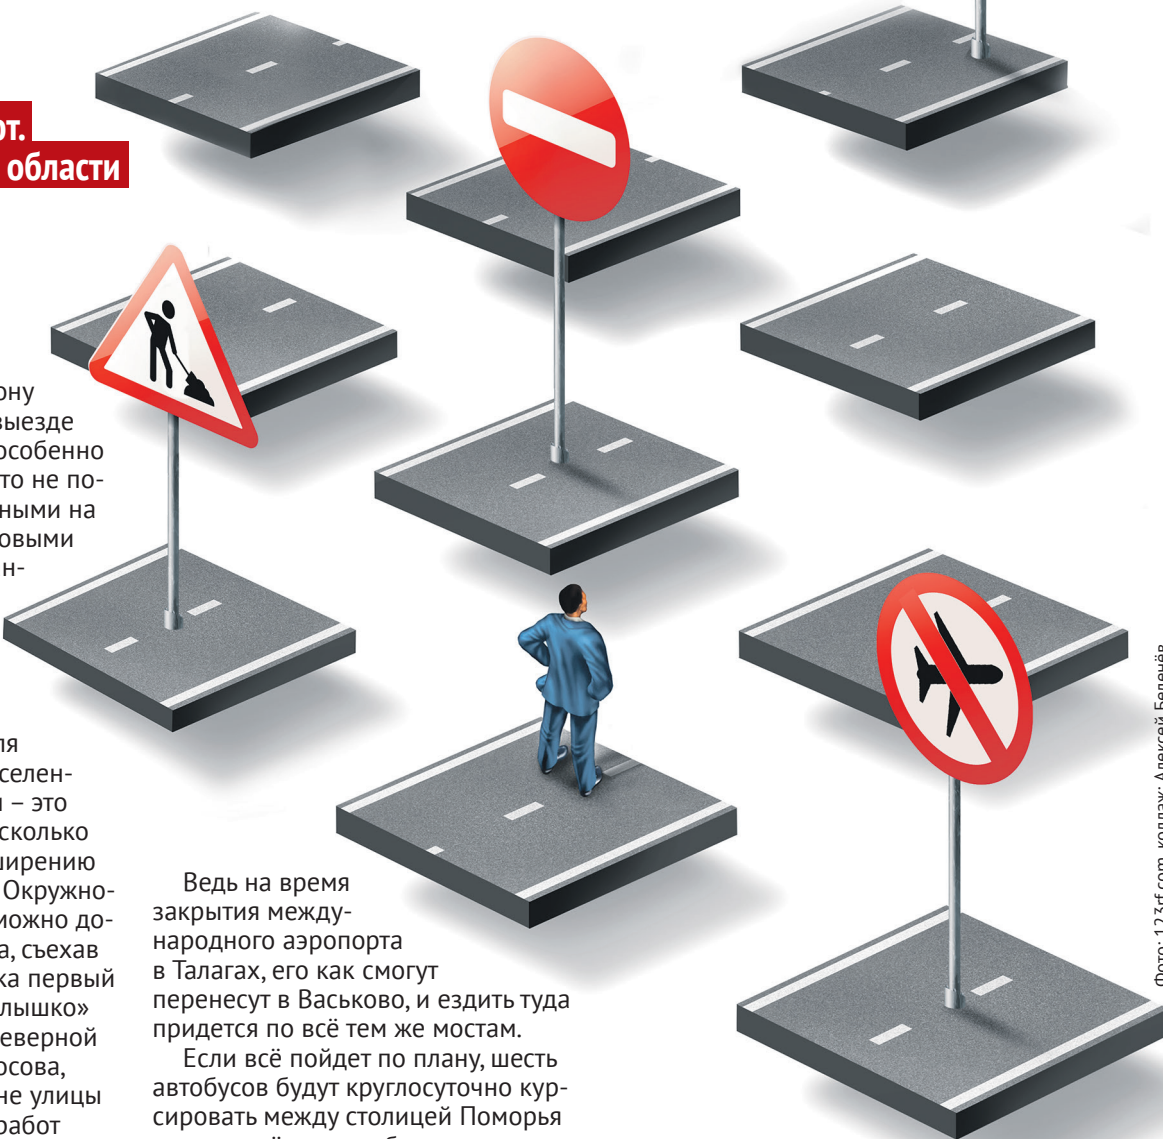 от.
области
ону
выезде
особенно
то не по-
ными на
овыми
н-
ля
селен-
и – это
сколько
ширению
Окружно-
можно до-
а, съехав
ка первый
лышко»
еверной
осова,
не улицы
работ
Ведь на время
закрытия между-
народного аэропорта
в Талагах, его как смогут
перенесут в Васьково, и ездить туда
придется по всё тем же мостам.
Если всё пойдет по плану, шесть
автобусов будут круглосуточно кур-
сировать между столицей Поморья
Фото: 123rf.com, коллаж: Алексей Беденёв